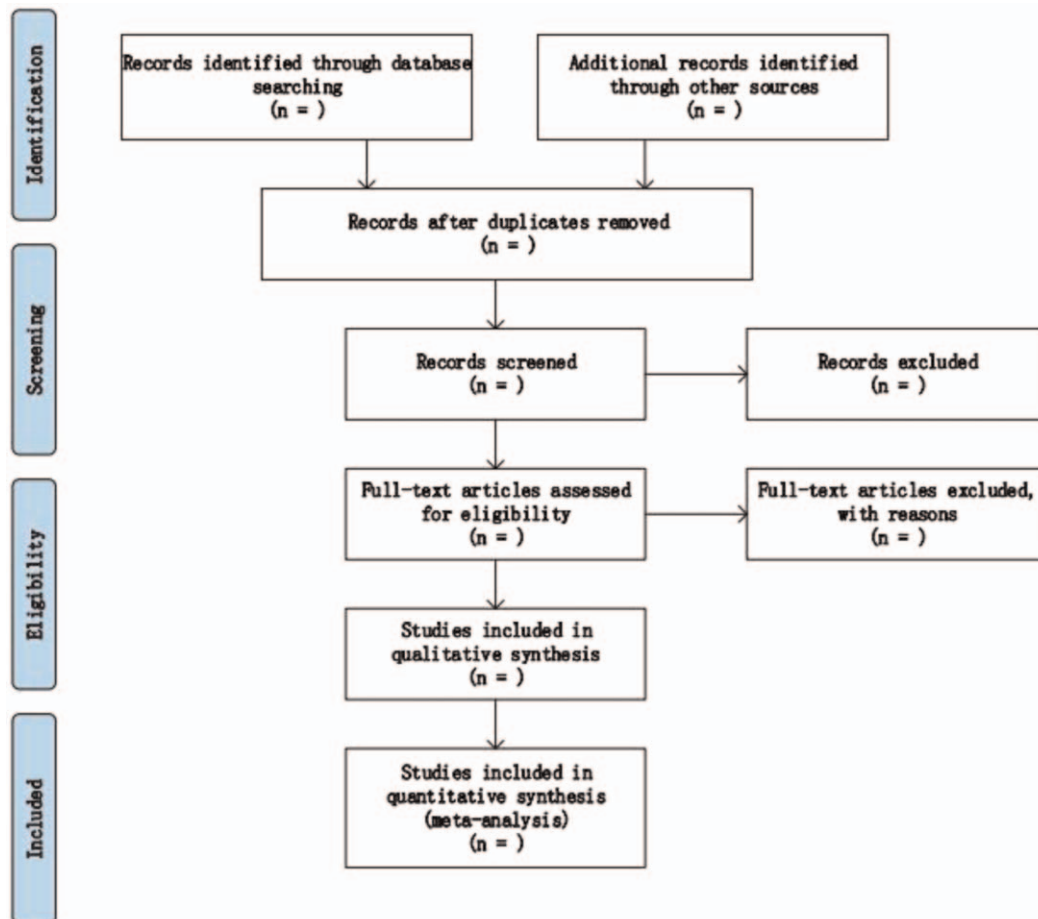 Identification
Records identified through database
searching
(n = )
Additional records identified
through other sources
(n = )
Records after duplicates removed
(n = )
Screening
Records screened
(n = )
Records excluded
(n = )
Eligibility
Full-text articles assessed
for eligibility
(n = )
Full-text articles excluded,
with reasons
(n = )
Studies included in
qualitative synthesis
(n = )
Included
Studies included in
quantitative synthesis
(meta-analysis)
(n = )